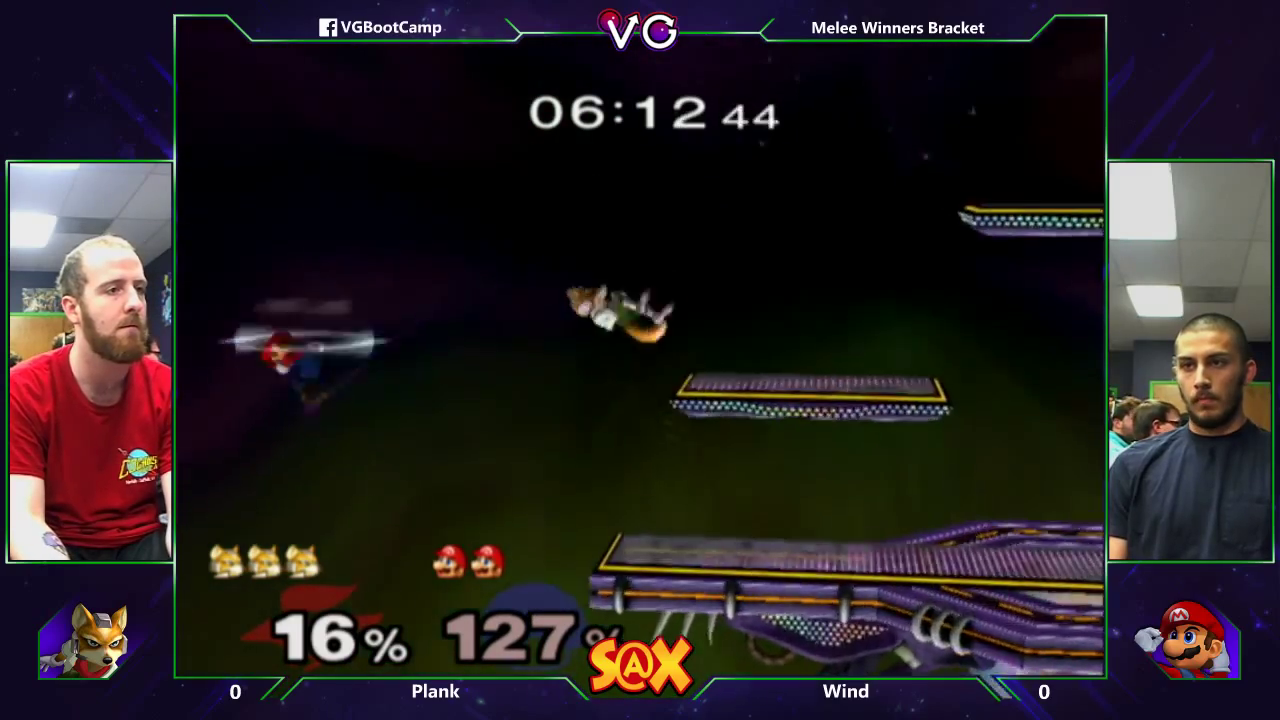 VGBootCamp
VG
Melee Winners Bracket
06:12 44
16%
127%
S@X
0
Plank
Wind
0